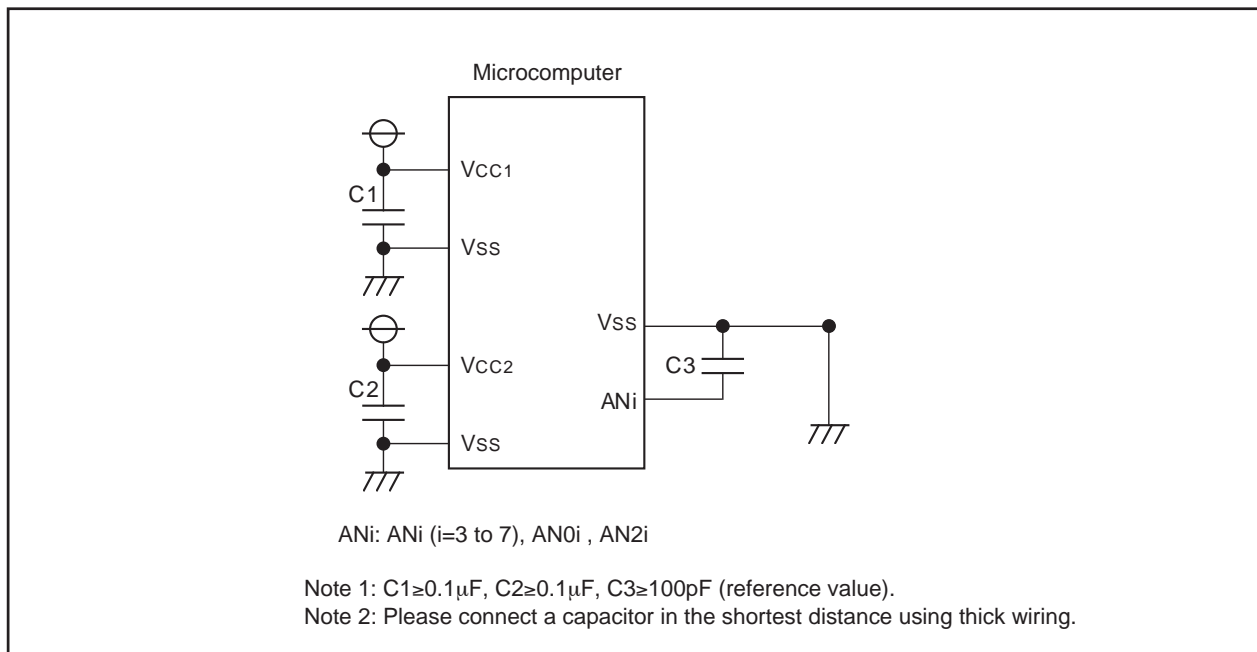 Microcomputer
VCC1
C1
VSS
VCC2
C2
VSS
VSS
C3
ANi
ANi: ANi (i=3 to 7), AN0i , AN2i
Note 1: C1≥0.1μF, C2≥0.1μF, C3≥100pF (reference value).
Note 2: Please connect a capacitor in the shortest distance using thick wiring.